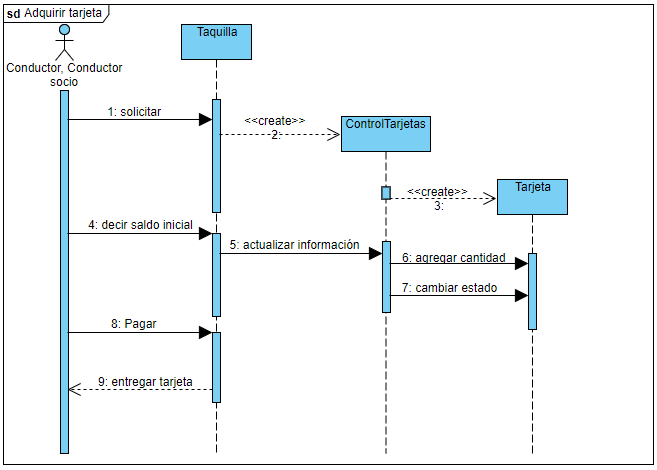 sd Adquirir tarjeta
Taquilla
Conductor, Conductor
socio
1: solicitar
<<create>>
2:
ControlTarjetas
<<create>>
3:
Tarjeta
4: decir saldo inicial
5: actualizar información
6: agregar cantidad
7: cambiar estado
8: Pagar
9: entregar tarjeta